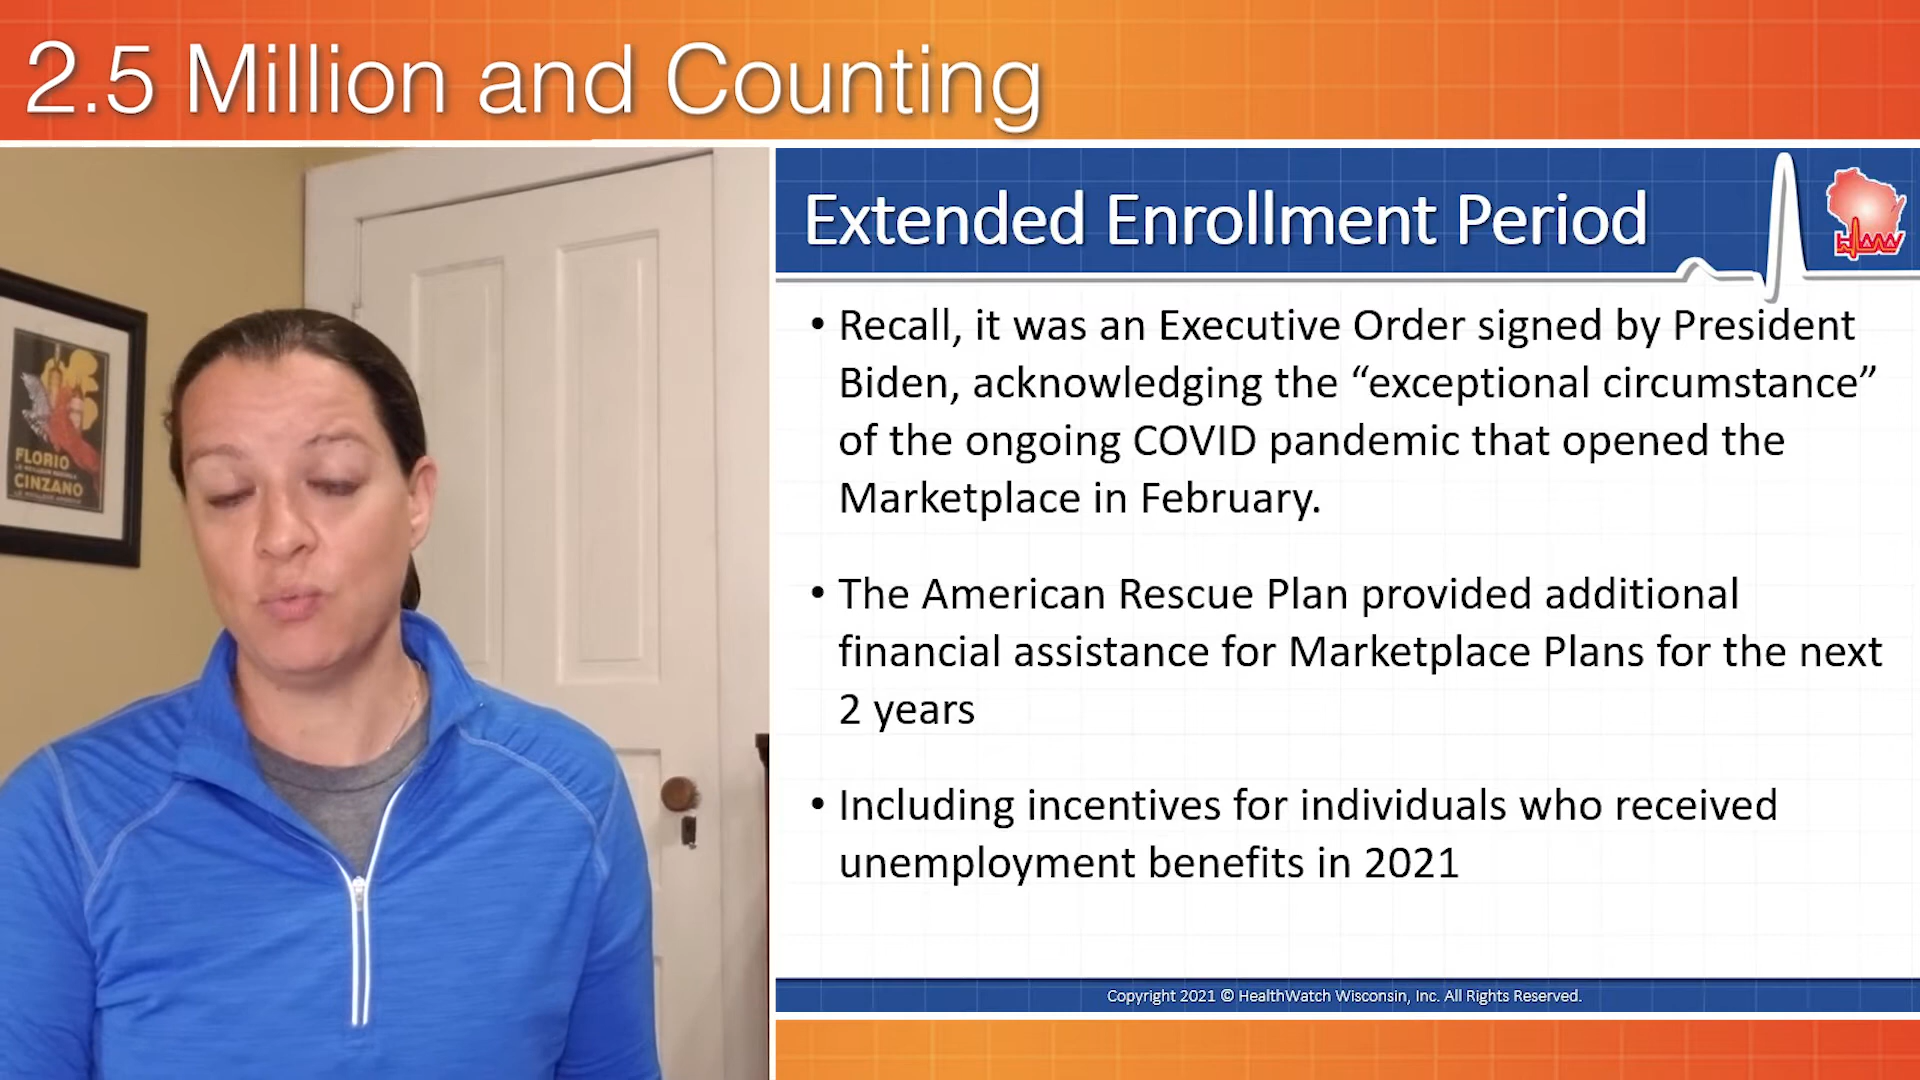 2.5 Million and Counting
Extended Enrollment Period
• Recall, it was an Executive Order signed by President
Biden, acknowledging the “exceptional circumstance”
of the ongoing COVID pandemic that opened the
Marketplace in February.
• The American Rescue Plan provided additional
financial assistance for Marketplace Plans for the next
2 years
• Including incentives for individuals who received
unemployment benefits in 2021
Copyright 2021 © HealthWatch Wisconsin, Inc. All Rights Reserved.
FLORIO
CINZANO